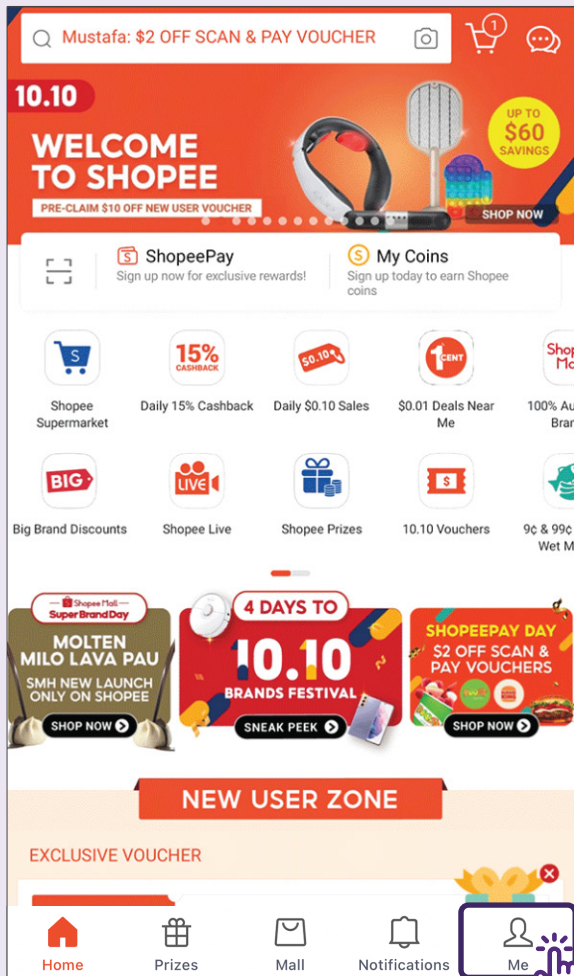 Mustafa: $2 OFF SCAN & PAY VOUCHER
1
10.10
WELCOME
TO SHOPEE
PRE-CLAIM $10 OFF NEW USER VOUCHER
UP TO
$60
SAVINGS
SHOP NOW
S ShopeePay
Sign up now for exclusive rewards!
S My Coins
Sign up today to earn Shopee
coins
S
15%
CASHBACK
$0.10
1 CENT
Shop
Mo
Shopee
Supermarket
Daily 15% Cashback
Daily $0.10 Sales
$0.01 Deals Near
Me
100% Au
Bran
BIG
LIVE
$
Big Brand Discounts
Shopee Live
Shopee Prizes
10.10 Vouchers
9¢ & 99¢
Wet M
Shopee Mall
Super Brand Day
MOLTEN
MILO LAVA PAU
SMH NEW LAUNCH
ONLY ON SHOPEE
SHOP NOW
4 DAYS TO
10.10
BRANDS FESTIVAL
SNEAK PEEK
SHOPEEPAY DAY
$2 OFF SCAN &
PAY VOUCHERS
SHOP NOW
NEW USER ZONE
EXCLUSIVE VOUCHER
Home
Prizes
Mall
Notifications
Me